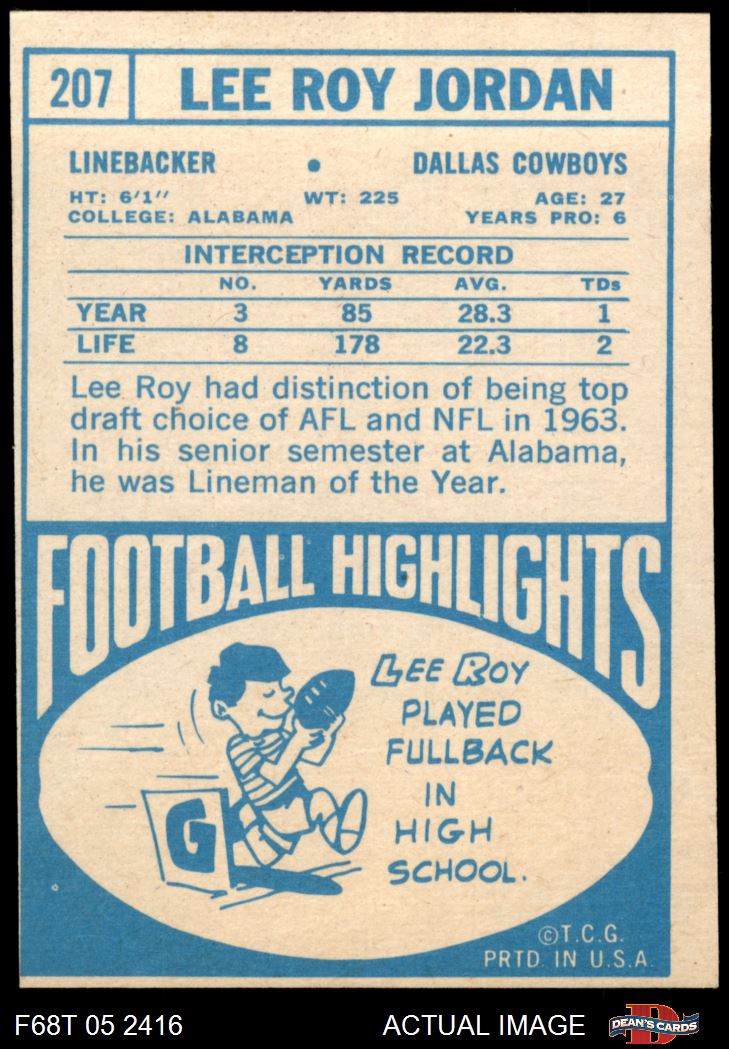 207 LEE ROY JORDAN
LINEBACKER • DALLAS COWBOYS
HT: 6/1" WT: 225 AGE: 27
COLLEGE: ALABAMA YEARS PRO: 6
INTERCEPTION RECORD
NO. YARDS AVG. TDs
YEAR 3 85 28.3 1
LIFE 8 178 22.3 2
Lee Roy had distinction of being top
draft choice of AFL and NFL in 1963.
In his senior semester at Alabama,
he was Lineman of the Year.
FOOTBALL HIGHLIGHTS
LEE ROY
PLAYED
FULLBACK
IN
HIGH
SCHOOL.
G
©T.C.G.
PRTD. IN U.S.A.
F68T 05 2416 ACTUAL IMAGE DEAN'S CARDS